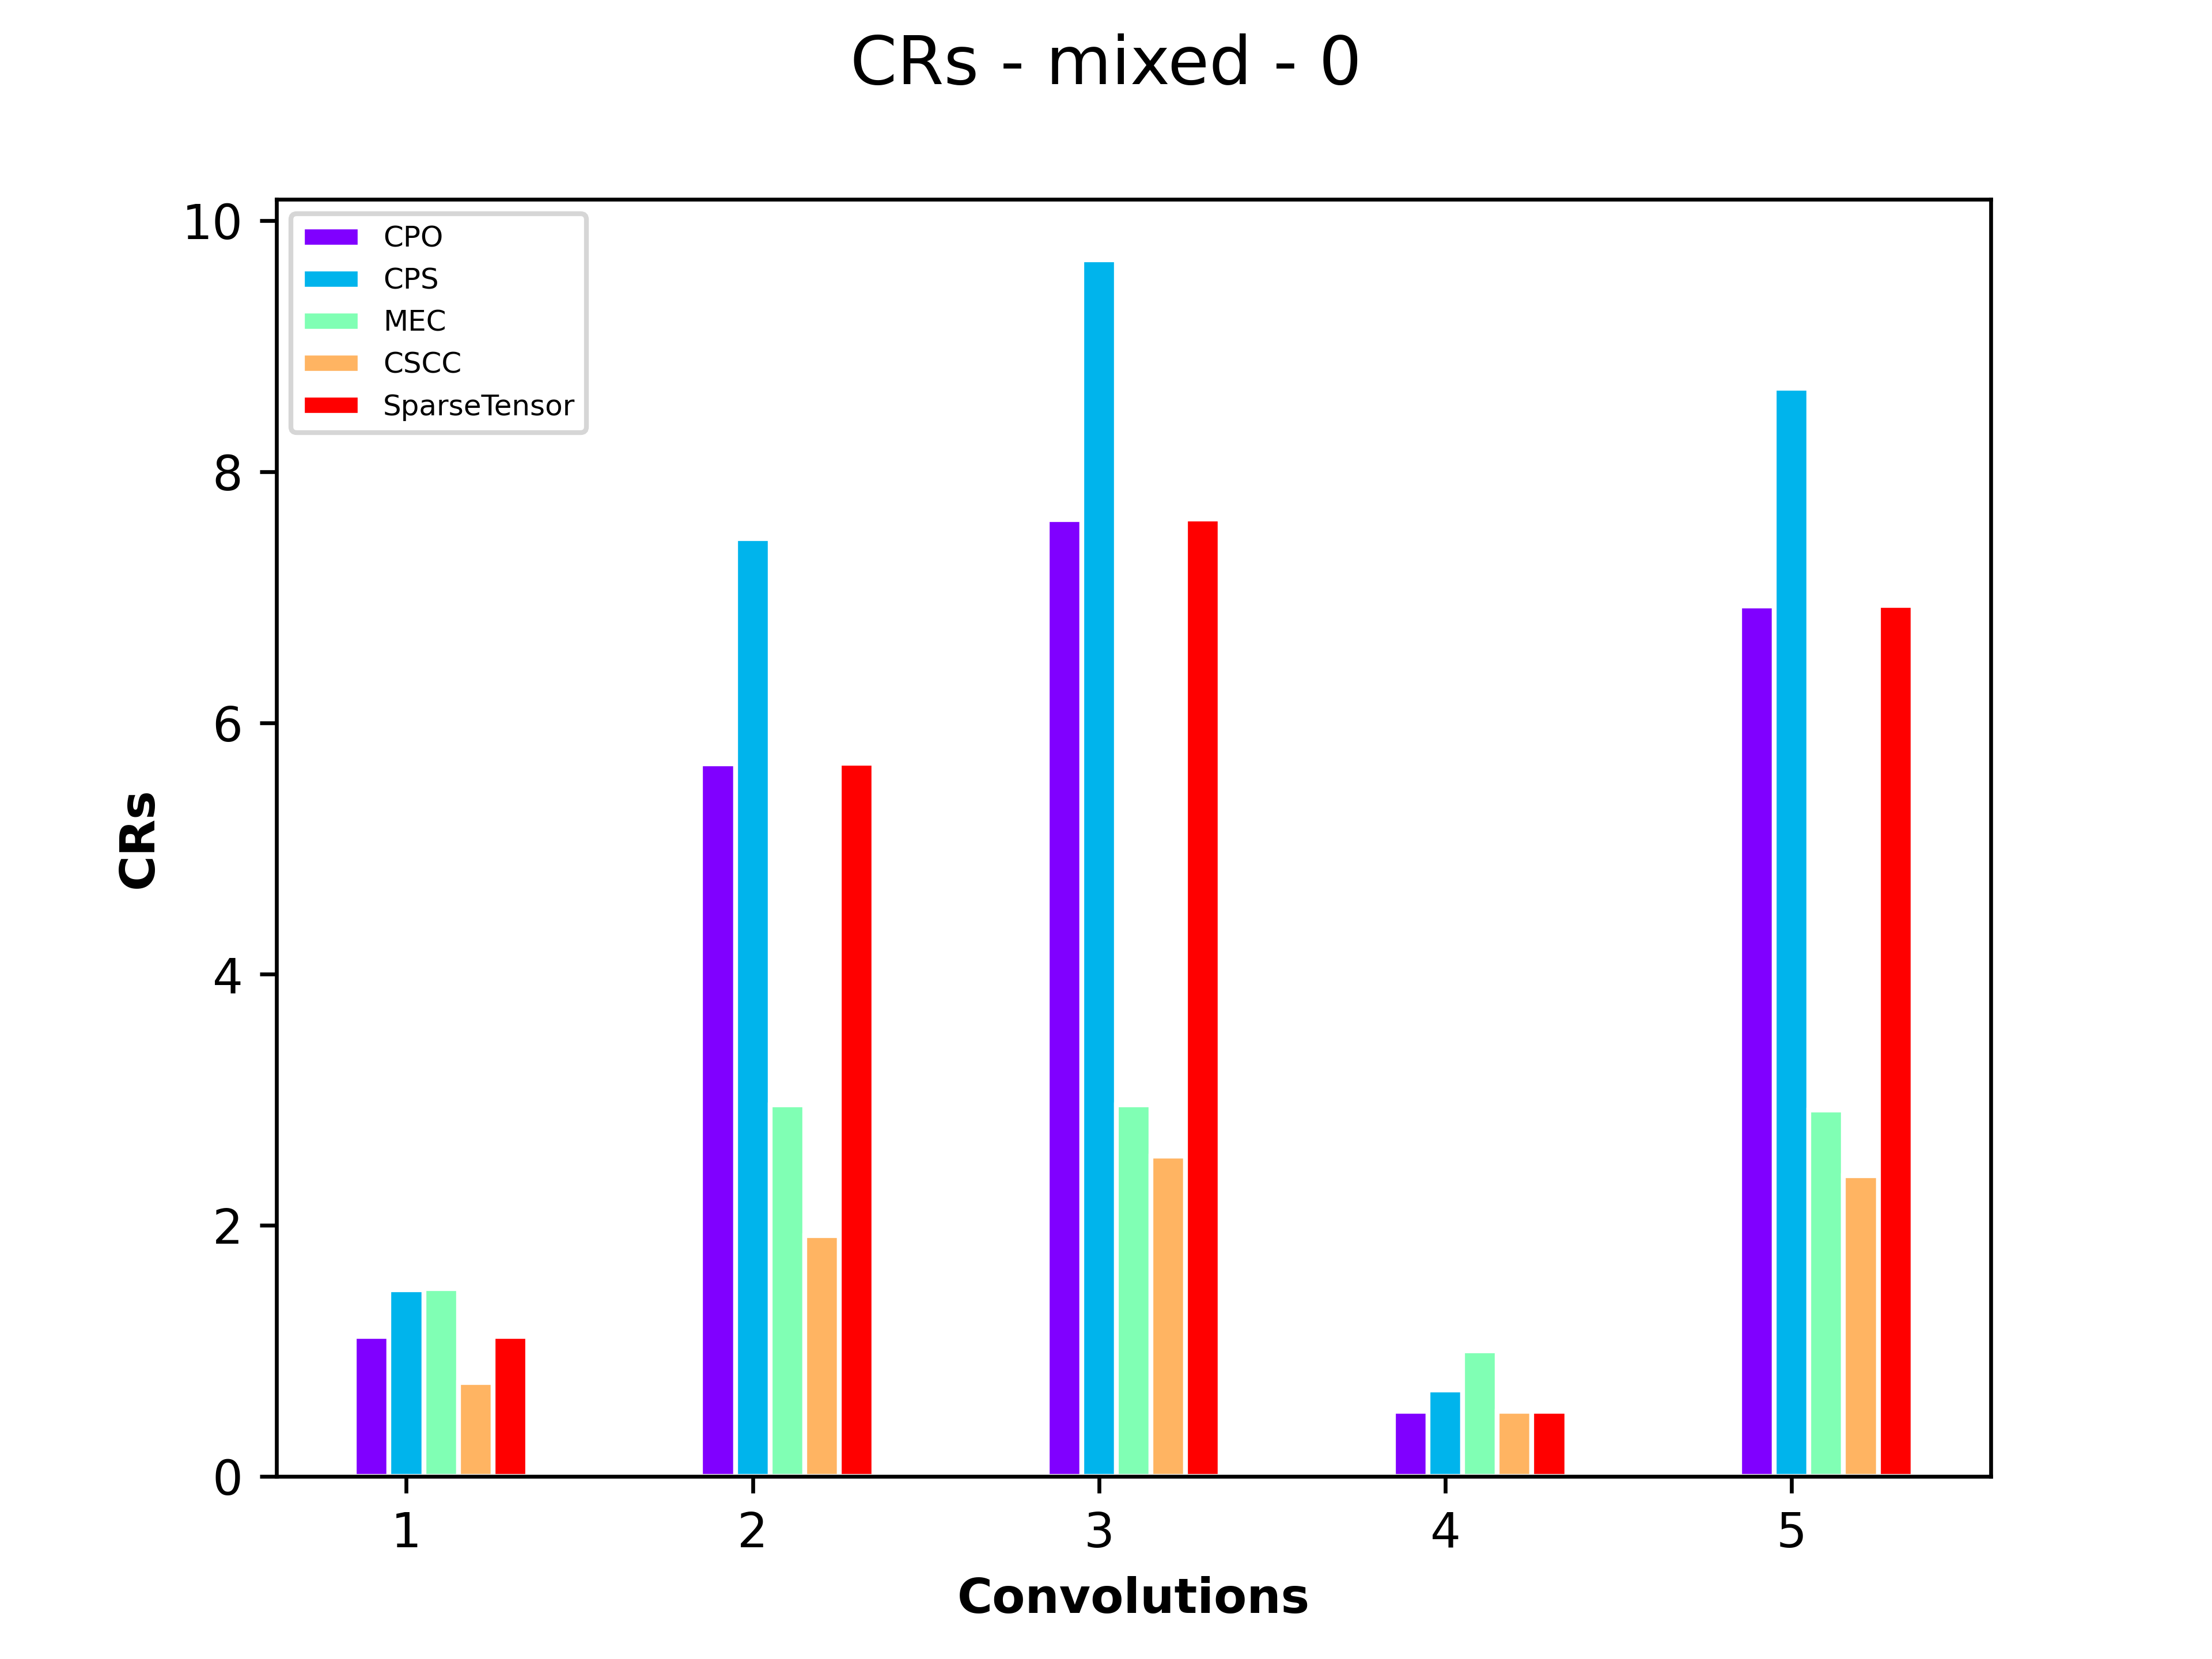 CRs - mixed - 0
10
8
6
4
2
0
CRs
CPO
CPS
MEC
CSCC
SparseTensor
1 2 3 4 5
Convolutions